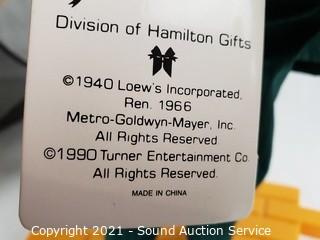 Division of Hamilton Gifts
©1940 Loew's Incorporated,
Ren. 1966
Metro-Goldwyn-Mayer, Inc.
All Rights Reserved
©1990 Turner Entertainment Co.
All Rights Reserved.
MADE IN CHINA
Copyright 2021 - Sound Auction Service